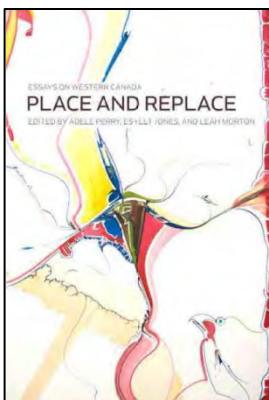 ESSAYS ON WESTERN CANADA
PLACE AND REPLACE
EDITED BY ADELE PERRY, ESYLLT JONES, AND LEAH MORTON